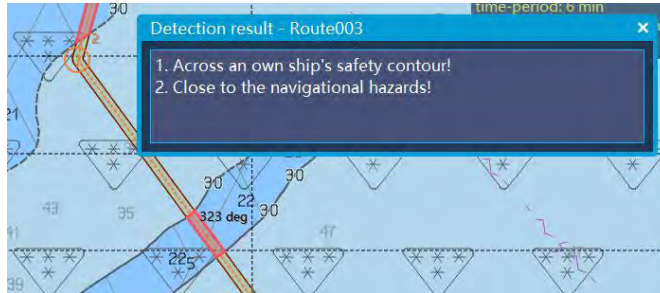 time-period: 6 min
Detection result - Route003
1. Across an own ship's safety contour!
2. Close to the navigational hazards!
30
2
21
30
30
43
35
22
30
323 deg
47
41
22₅
39